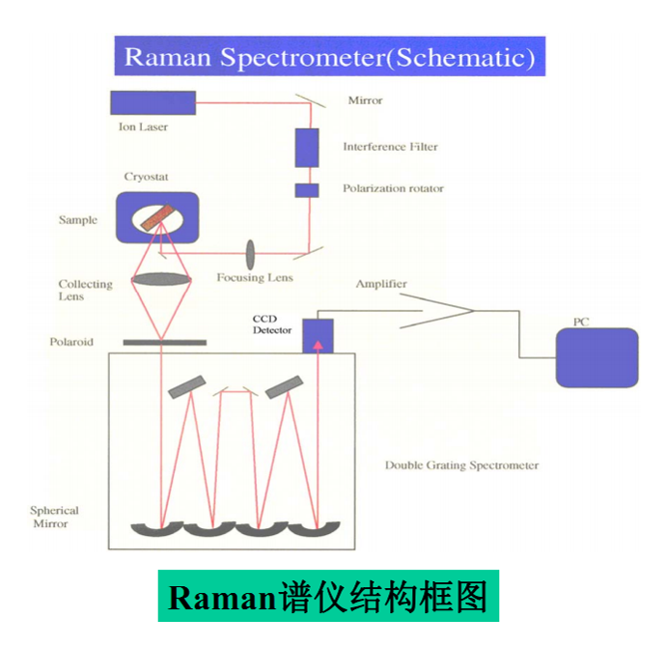 Raman Spectrometer(Schematic)
Mirror
Ion Laser
Interference Filter
Cryostat
Polarization rotator
Sample
Focusing Lens
Collecting
Lens
Amplifier
CCD
Detector
PC
Polaroid
Double Grating Spectrometer
Spherical
Mirror
Raman谱仪结构框图